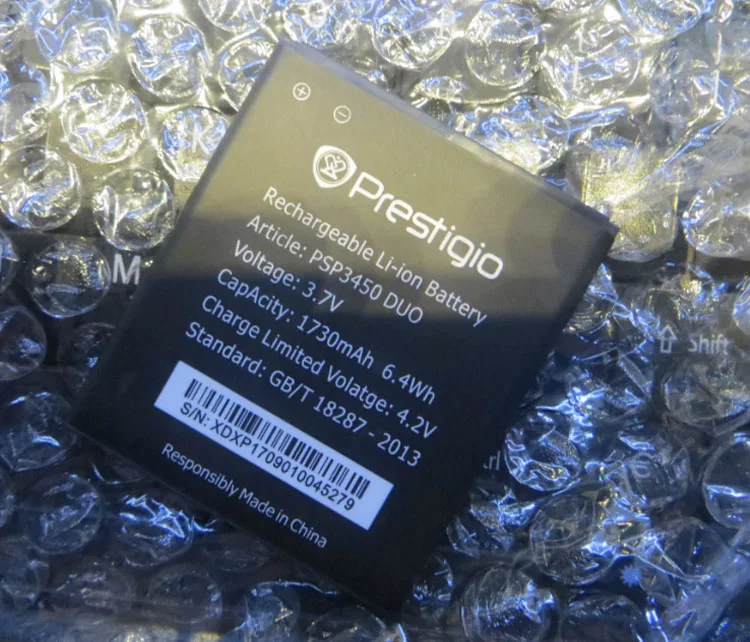 Prestigio
Rechargeable Li-ion Battery
Article: PSP3450 DUO
Voltage: 3.7V
CapAcity: 1730mAh 6.4Wh
Charge Limited Volatge: 4.2V
Standard: GB/T 18287 - 2013
S/N: XDXP1709010045279
Responsibly Made in China
M
K
Shift